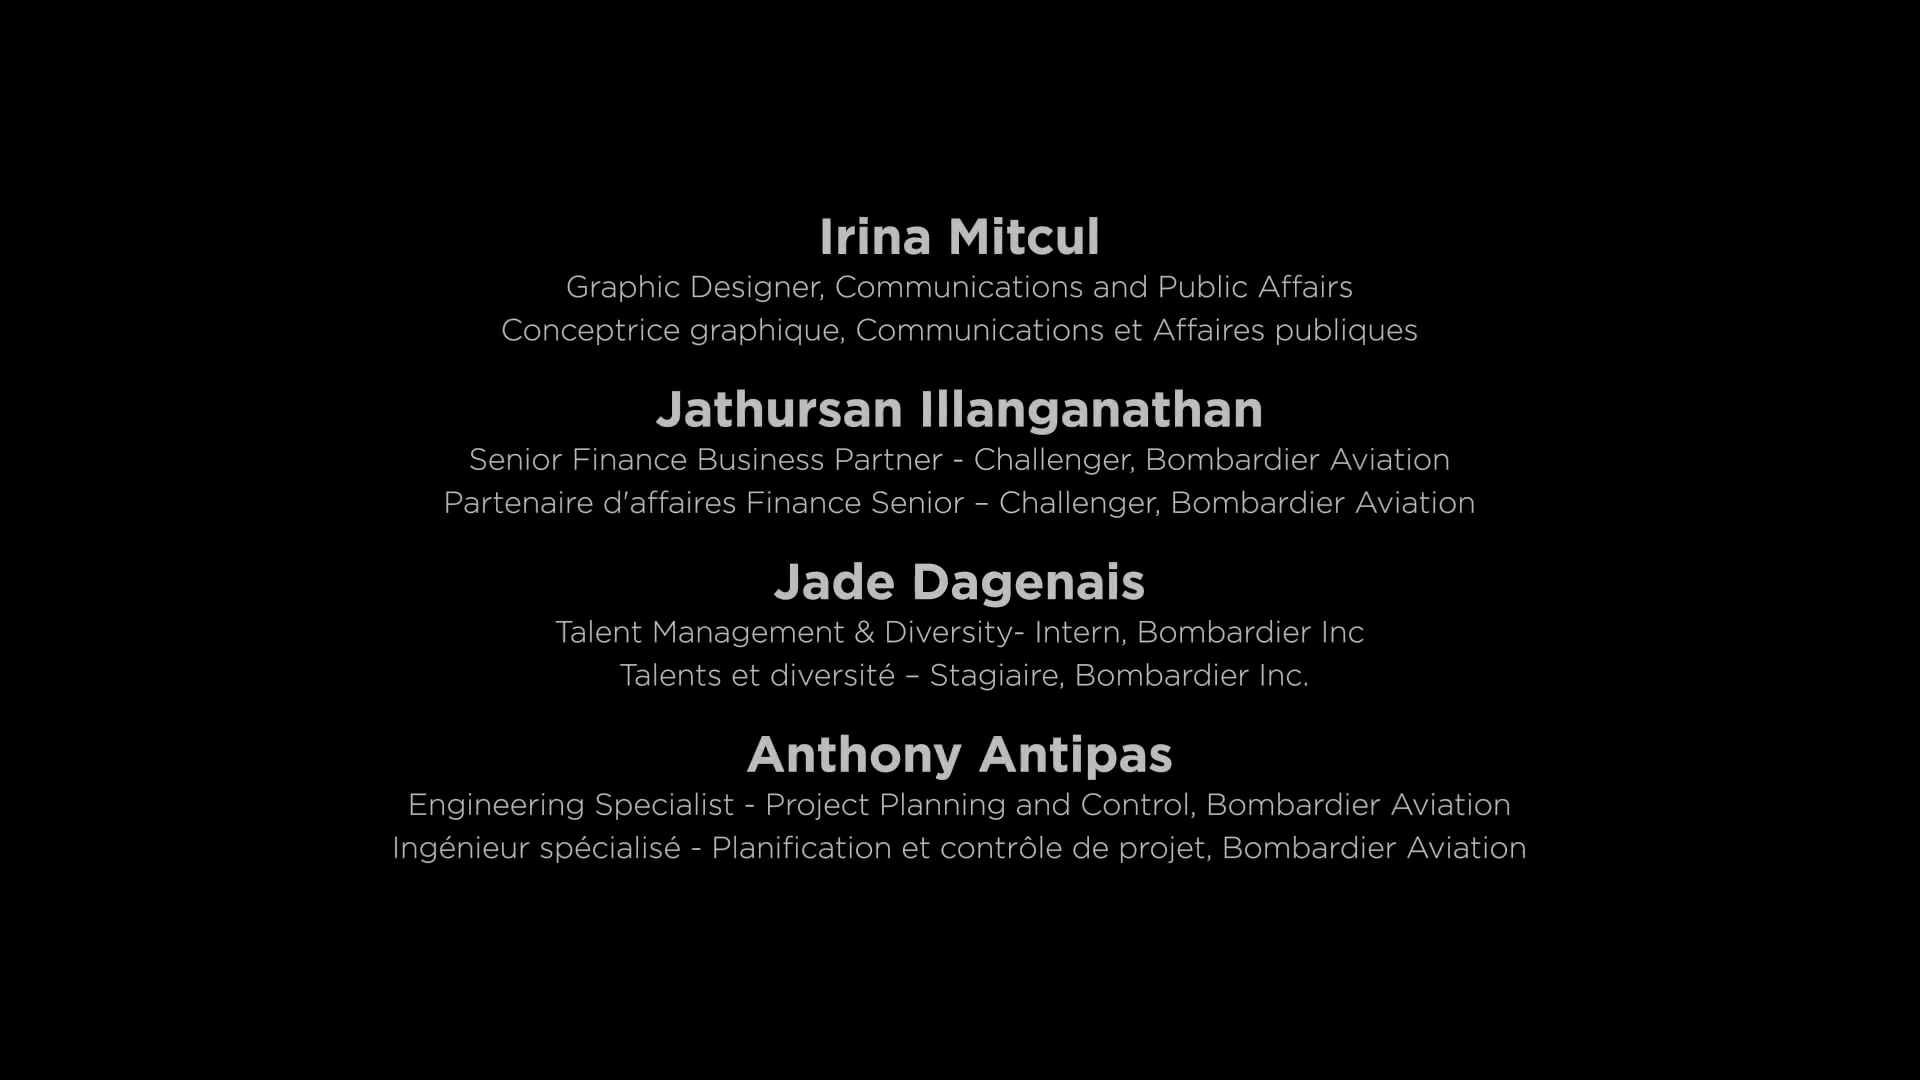 Irina Mitcul
Graphic Designer, Communications and Public Affairs
Conceptrice graphique, Communications et Affaires publiques
Jathursan Illanganathan
Senior Finance Business Partner - Challenger, Bombardier Aviation
Partenaire d'affaires Finance Senior – Challenger, Bombardier Aviation
Jade Dagenais
Talent Management & Diversity- Intern, Bombardier Inc
Talents et diversité – Stagiaire, Bombardier Inc.
Anthony Antipas
Engineering Specialist - Project Planning and Control, Bombardier Aviation
Ingénieur spécialisé - Planification et contrôle de projet, Bombardier Aviation